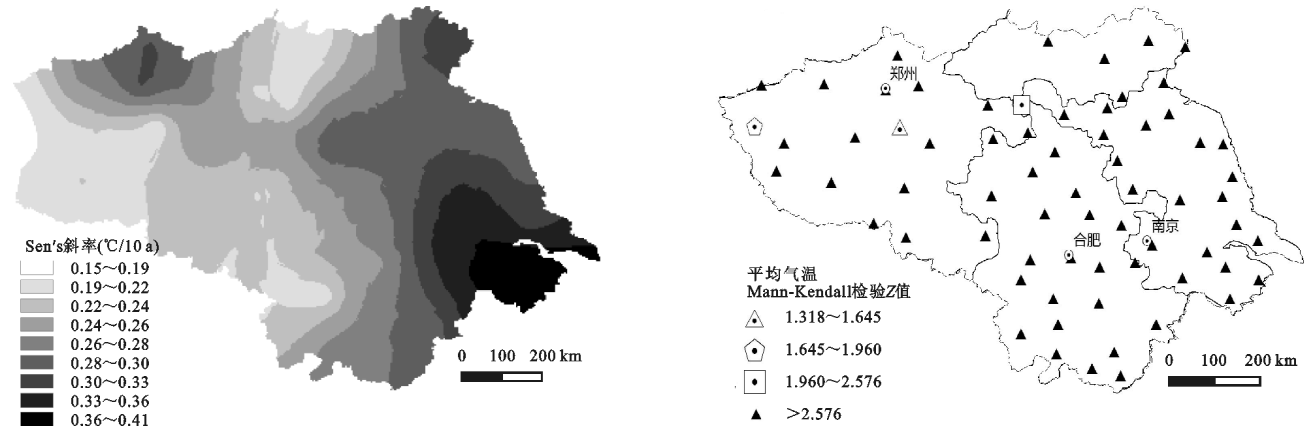 Sen's斜率(℃/10 a)
0.15～0.19
0.19～0.22
0.22～0.24
0.24～0.26
0.26～0.28
0.28～0.30
0.30～0.33
0.33～0.36
0.36～0.41
0 100 200 km
郑州
南京
合肥
平均气温
Mann-Kendall检验Z值
1.318～1.645
1.645～1.960
1.960～2.576
＞2.576
0 100 200 km